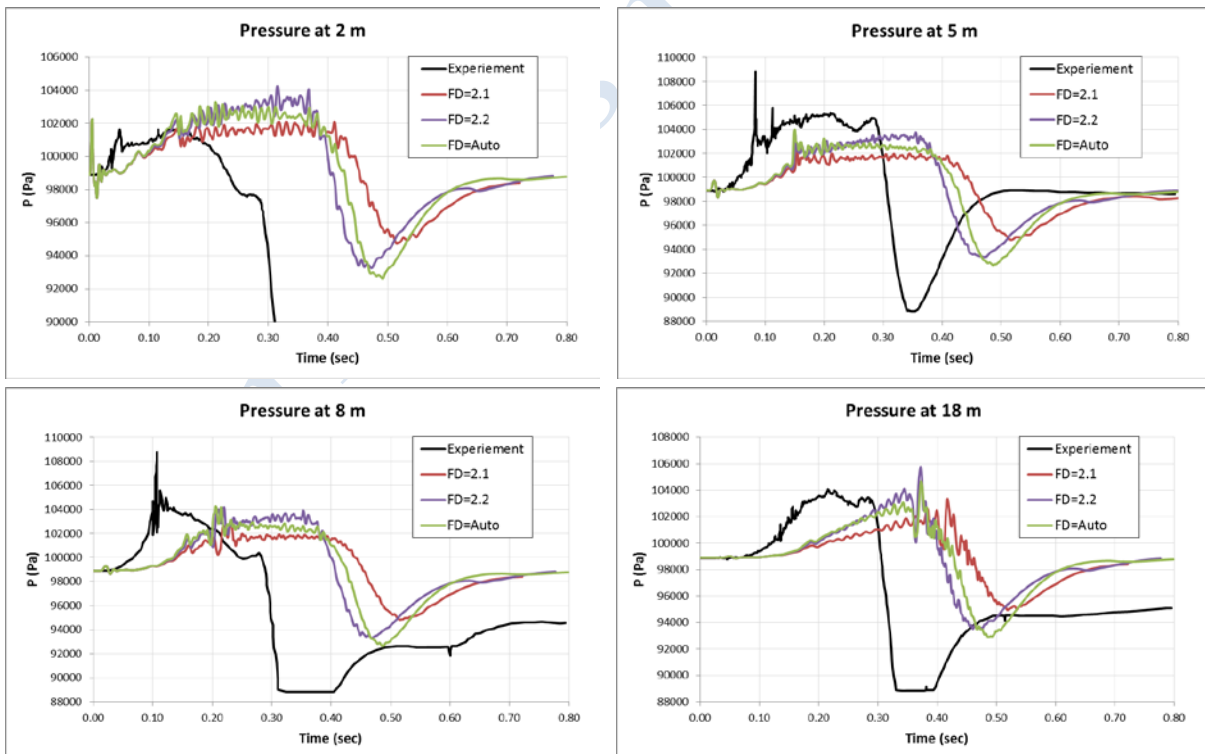 Pressure at 2 m
P (Pa)
106000
104000
102000
100000
98000
96000
94000
92000
90000
0.00 0.10 0.20 0.30 0.40 0.50 0.60 0.70 0.80
Time (sec)
Experiement
FD=2.1
FD=2.2
FD=Auto
Pressure at 5 m
P (Pa)
110000
108000
106000
104000
102000
100000
98000
96000
94000
92000
90000
88000
0.00 0.10 0.20 0.30 0.40 0.50 0.60 0.70 0.80
Time (sec)
Experiement
FD=2.1
FD=2.2
FD=Auto
Pressure at 8 m
P (Pa)
110000
108000
106000
104000
102000
100000
98000
96000
94000
92000
90000
88000
0.00 0.10 0.20 0.30 0.40 0.50 0.60 0.70 0.80
Time (sec)
Experiement
FD=2.1
FD=2.2
FD=Auto
Pressure at 18 m
P (Pa)
108000
106000
104000
102000
100000
98000
96000
94000
92000
90000
88000
0.00 0.10 0.20 0.30 0.40 0.50 0.60 0.70 0.80
Time (sec)
Experiement
FD=2.1
FD=2.2
FD=Auto